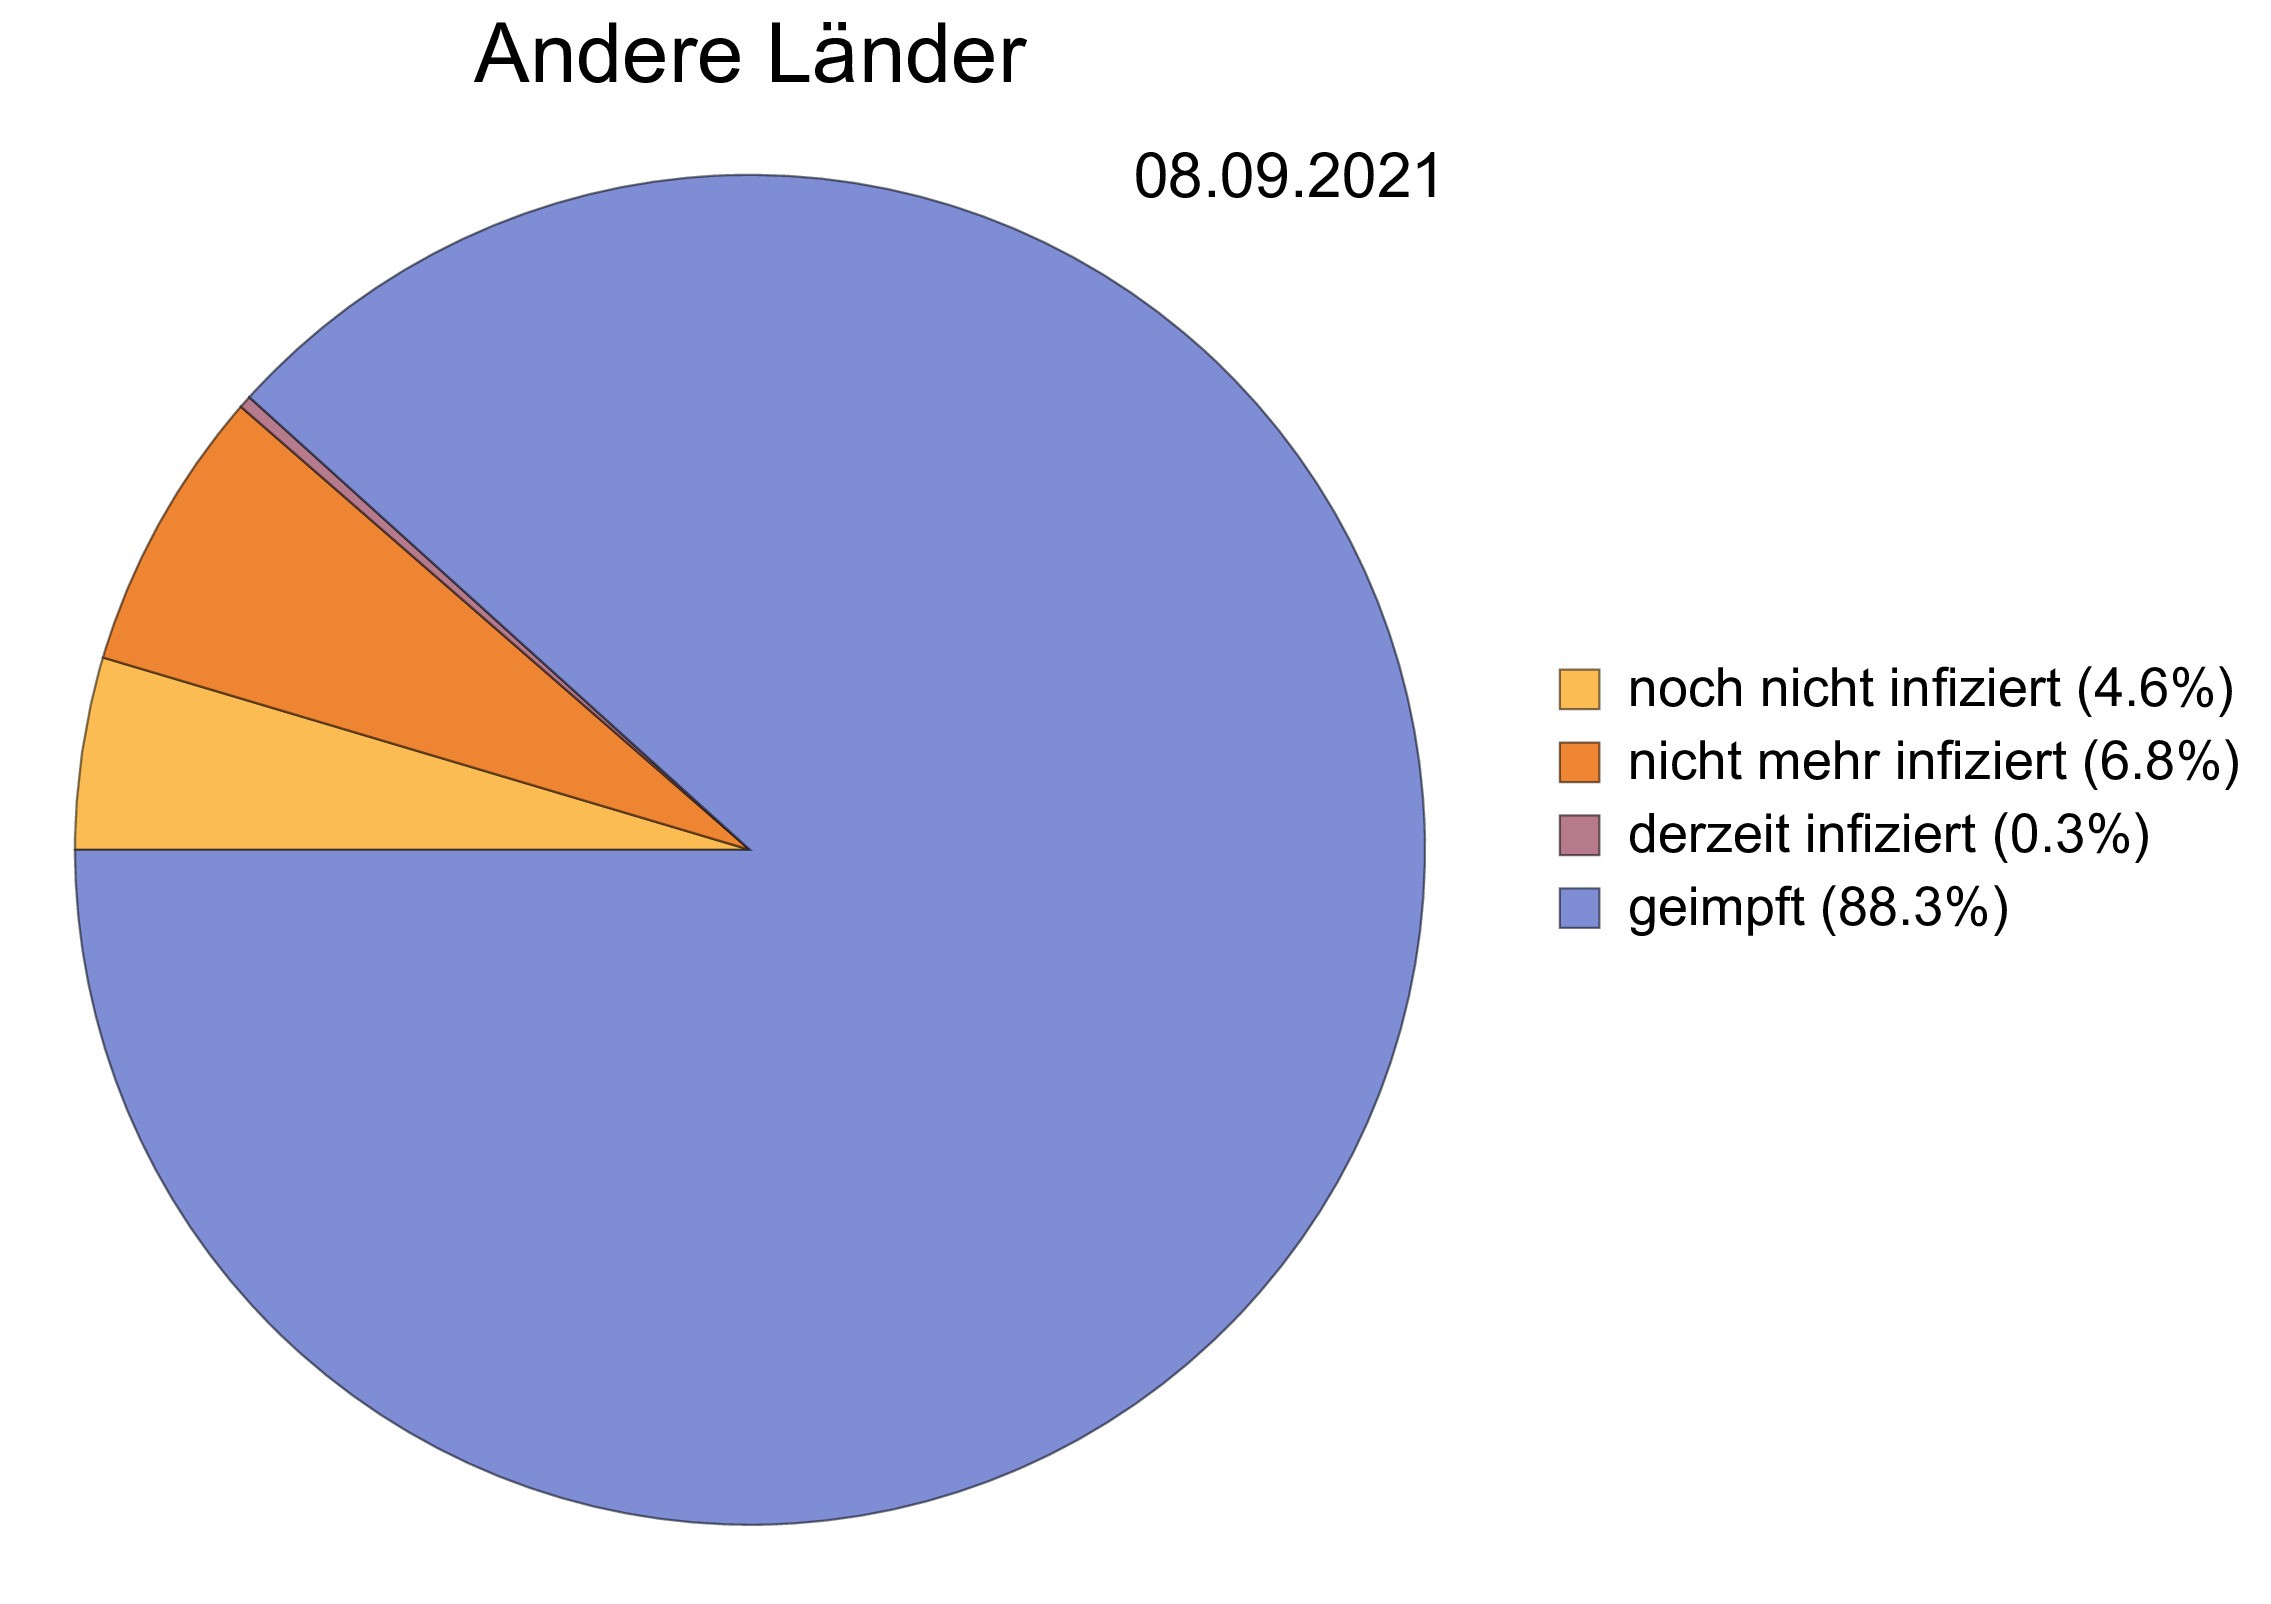 Andere Länder
08.09.2021
noch nicht infiziert (4.6%)
nicht mehr infiziert (6.8%)
derzeit infiziert (0.3%)
geimpft (88.3%)